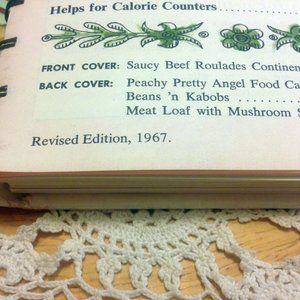 Helps for Calorie Counters..............
FRONT COVER: Saucy Beef Roulades Continen
BACK COVER: Peachy Pretty Angel Food Ca
Beans 'n Kabobs ..........
Meat Loaf with Mushroom S
Revised Edition, 1967.